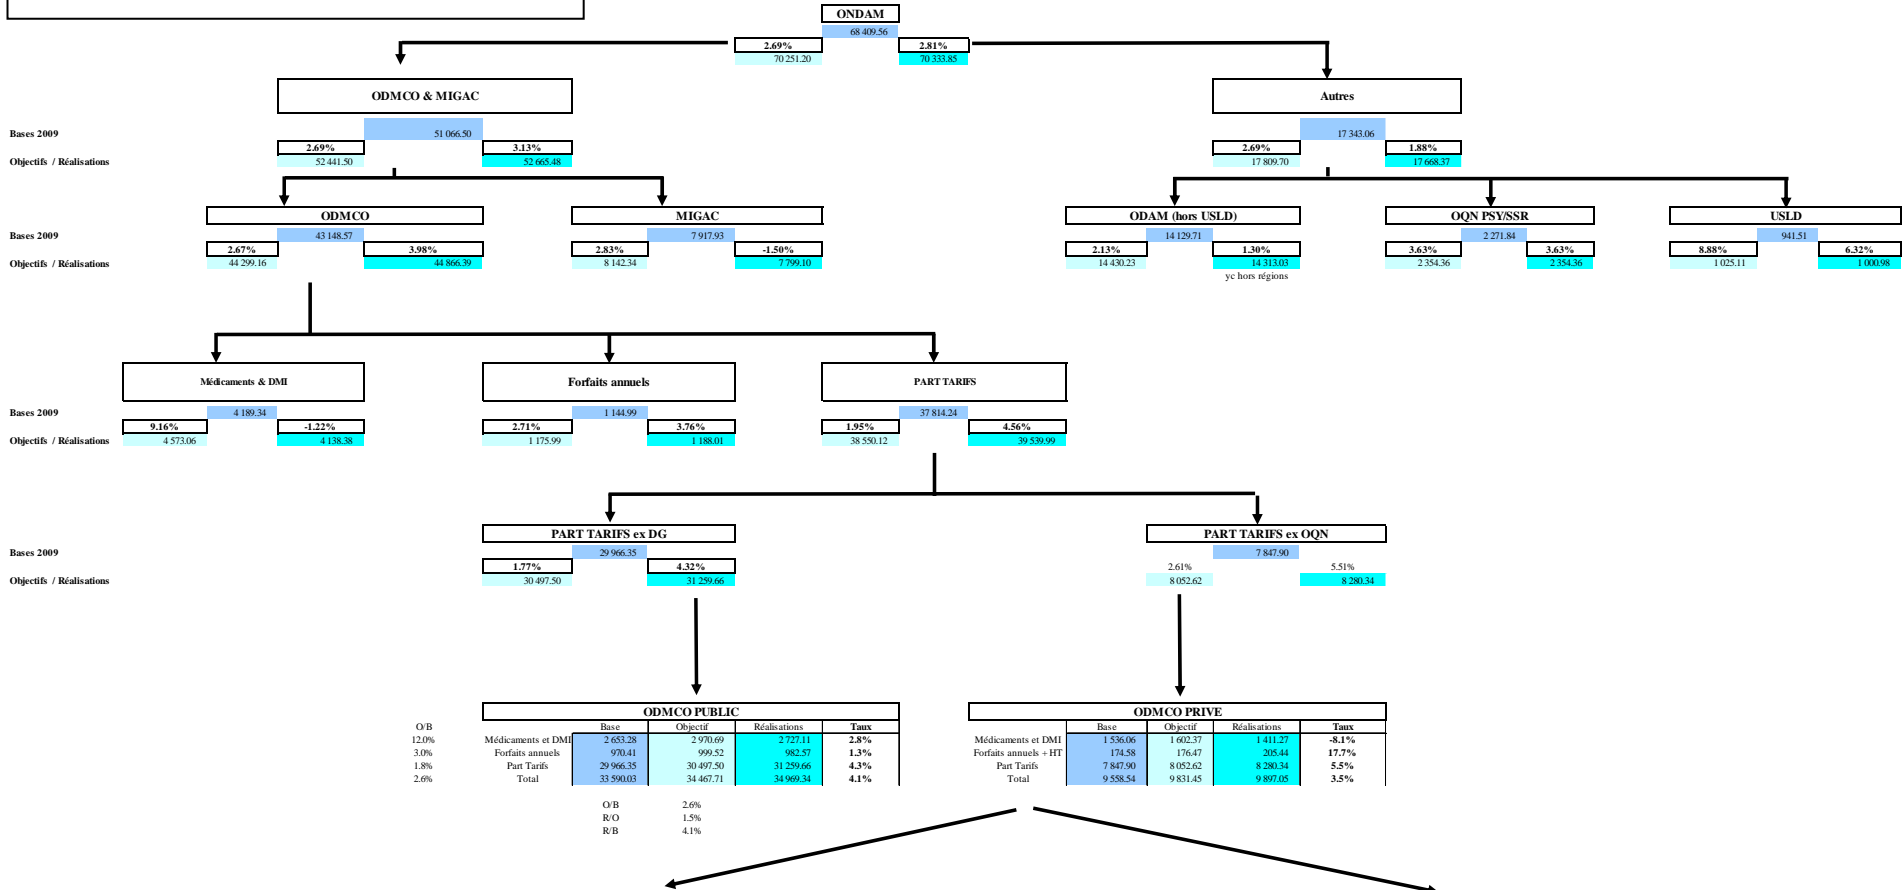 ONDAM
68 409.56
2.69% 2.81%
70 251.20 70 333.85
ODMCO & MIGAC Autres
Bases 2009 51 066.50 17 343.06
2.69% 3.13% 2.69% 1.88%
Objectifs / Réalisations 52 441.50 52 665.48 17 809.70 17 668.37
ODMCO MIGAC ODAM (hors USLD) OQN PSY/SSR USLD
Bases 2009 43 148.57 7 917.93 14 129.71 2 271.84 941.51
2.67% 3.98% 2.83% -1.50% 2.13% 1.30% 3.63% 3.63% 8.88% 6.32%
Objectifs / Réalisations 44 299.16 44 866.39 8 142.34 7 799.10 14 430.23 14 313.03 2 354.36 2 354.36 1 025.11 1 000.98
yc hors régions
Médicaments & DMI Forfaits annuels PART TARIFS
Bases 2009 4 189.34 1 144.99 37 814.24
9.16% -1.22% 2.71% 3.76% 1.95% 4.56%
Objectifs / Réalisations 4 573.06 4 138.38 1 175.99 1 188.01 38 550.12 39 539.99
PART TARIFS ex DG PART TARIFS ex OQN
Bases 2009 29 966.35 7 847.90
1.77% 4.32% 2.61% 5.51%
Objectifs / Réalisations 30 497.50 31 259.66 8 052.62 8 280.34
ODMCO PUBLIC ODMCO PRIVE
O/B Base Objectif Réalisations Taux Base Objectif Réalisations Taux
12.0% Médicaments et DMI 2 653.28 2 970.69 2 727.11 2.8% Médicaments et DMI 1 536.06 1 602.37 1 411.27 -8.1%
3.0% Forfaits annuels 970.41 999.52 982.57 1.3% Forfaits annuels + HT 174.58 176.47 205.44 17.7%
1.8% Part Tarifs 29 966.35 30 497.50 31 259.66 4.3% Part Tarifs 7 847.90 8 052.62 8 280.34 5.5%
2.6% Total 33 590.03 34 467.71 34 969.34 4.1% Total 9 558.54 9 831.45 9 897.05 3.5%
O/B 2.6%
R/O 1.5%
R/B 4.1%